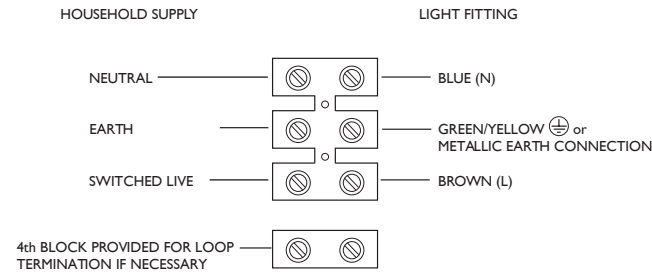 HOUSEHOLD SUPPLY
LIGHT FITTING
NEUTRAL
BLUE (N)
EARTH
GREEN/YELLOW ⏚ or
METALLIC EARTH CONNECTION
SWITCHED LIVE
BROWN (L)
4th BLOCK PROVIDED FOR LOOP
TERMINATION IF NECESSARY